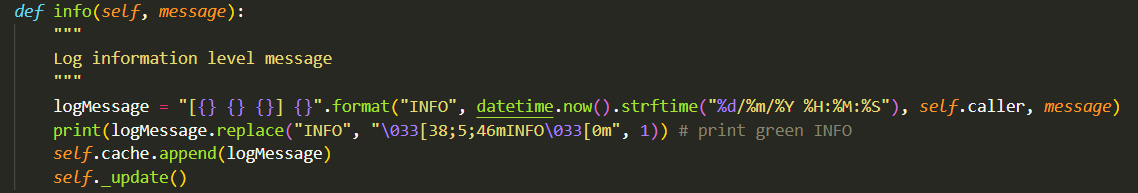 def info(self, message):
    """
    Log information level message
    """
    logMessage = "[{} {} {}] {}".format("INFO", datetime.now().strftime("%d/%m/%Y %H:%M:%S"), self.caller, message)
    print(logMessage.replace("INFO", "\033[38;5;46mINFO\033[0m", 1)) # print green INFO
    self.cache.append(logMessage)
    self._update()